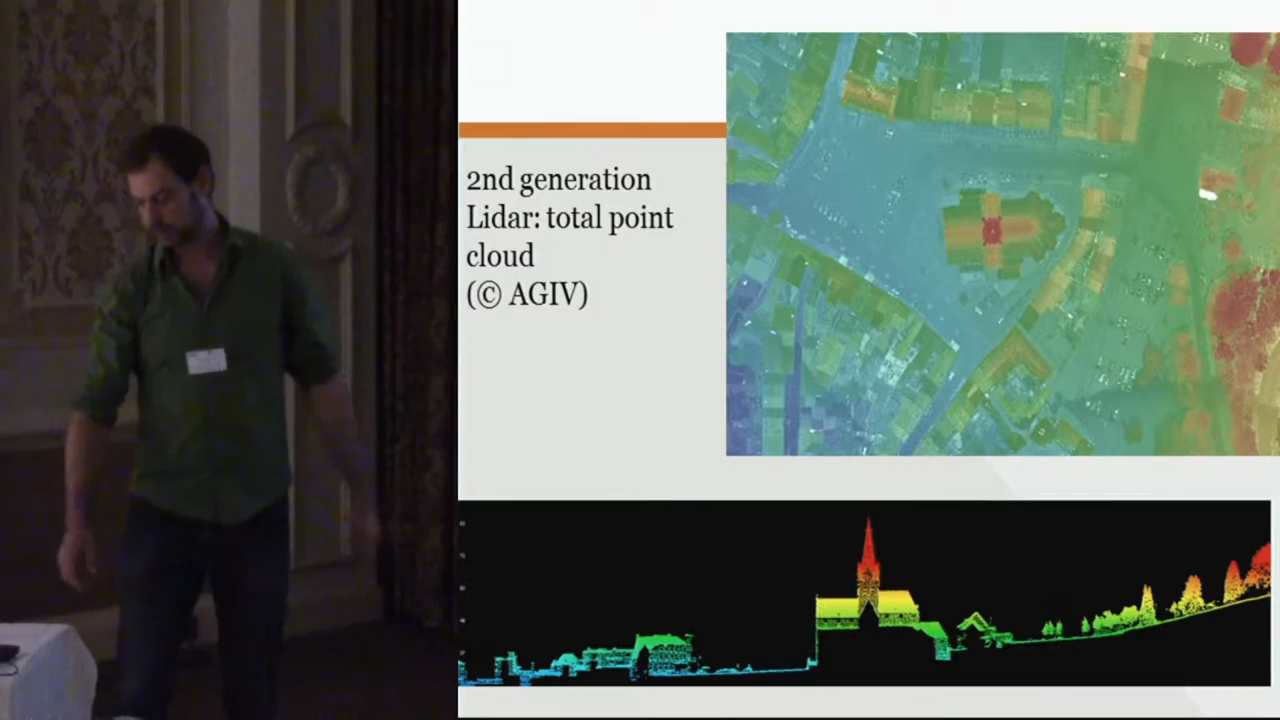 2nd generation
Lidar: total point
cloud
(© AGIV)